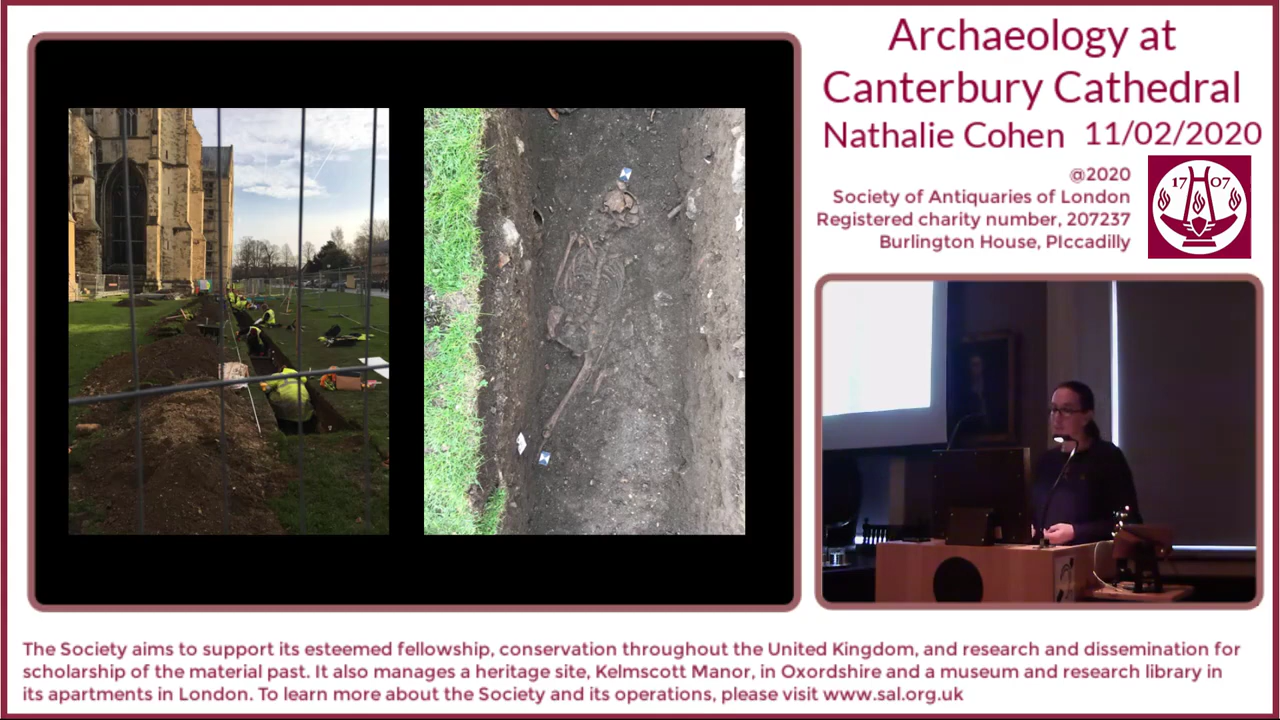 Archaeology at
Canterbury Cathedral
Nathalie Cohen 11/02/2020
@2020
Society of Antiquaries of London
Registered charity number, 207237
Burlington House, PIccadilly
17 07
The Society aims to support its esteemed fellowship, conservation throughout the United Kingdom, and research and dissemination for
scholarship of the material past. It also manages a heritage site, Kelmscott Manor, in Oxordshire and a museum and research library in
its apartments in London. To learn more about the Society and its operations, please visit www.sal.org.uk